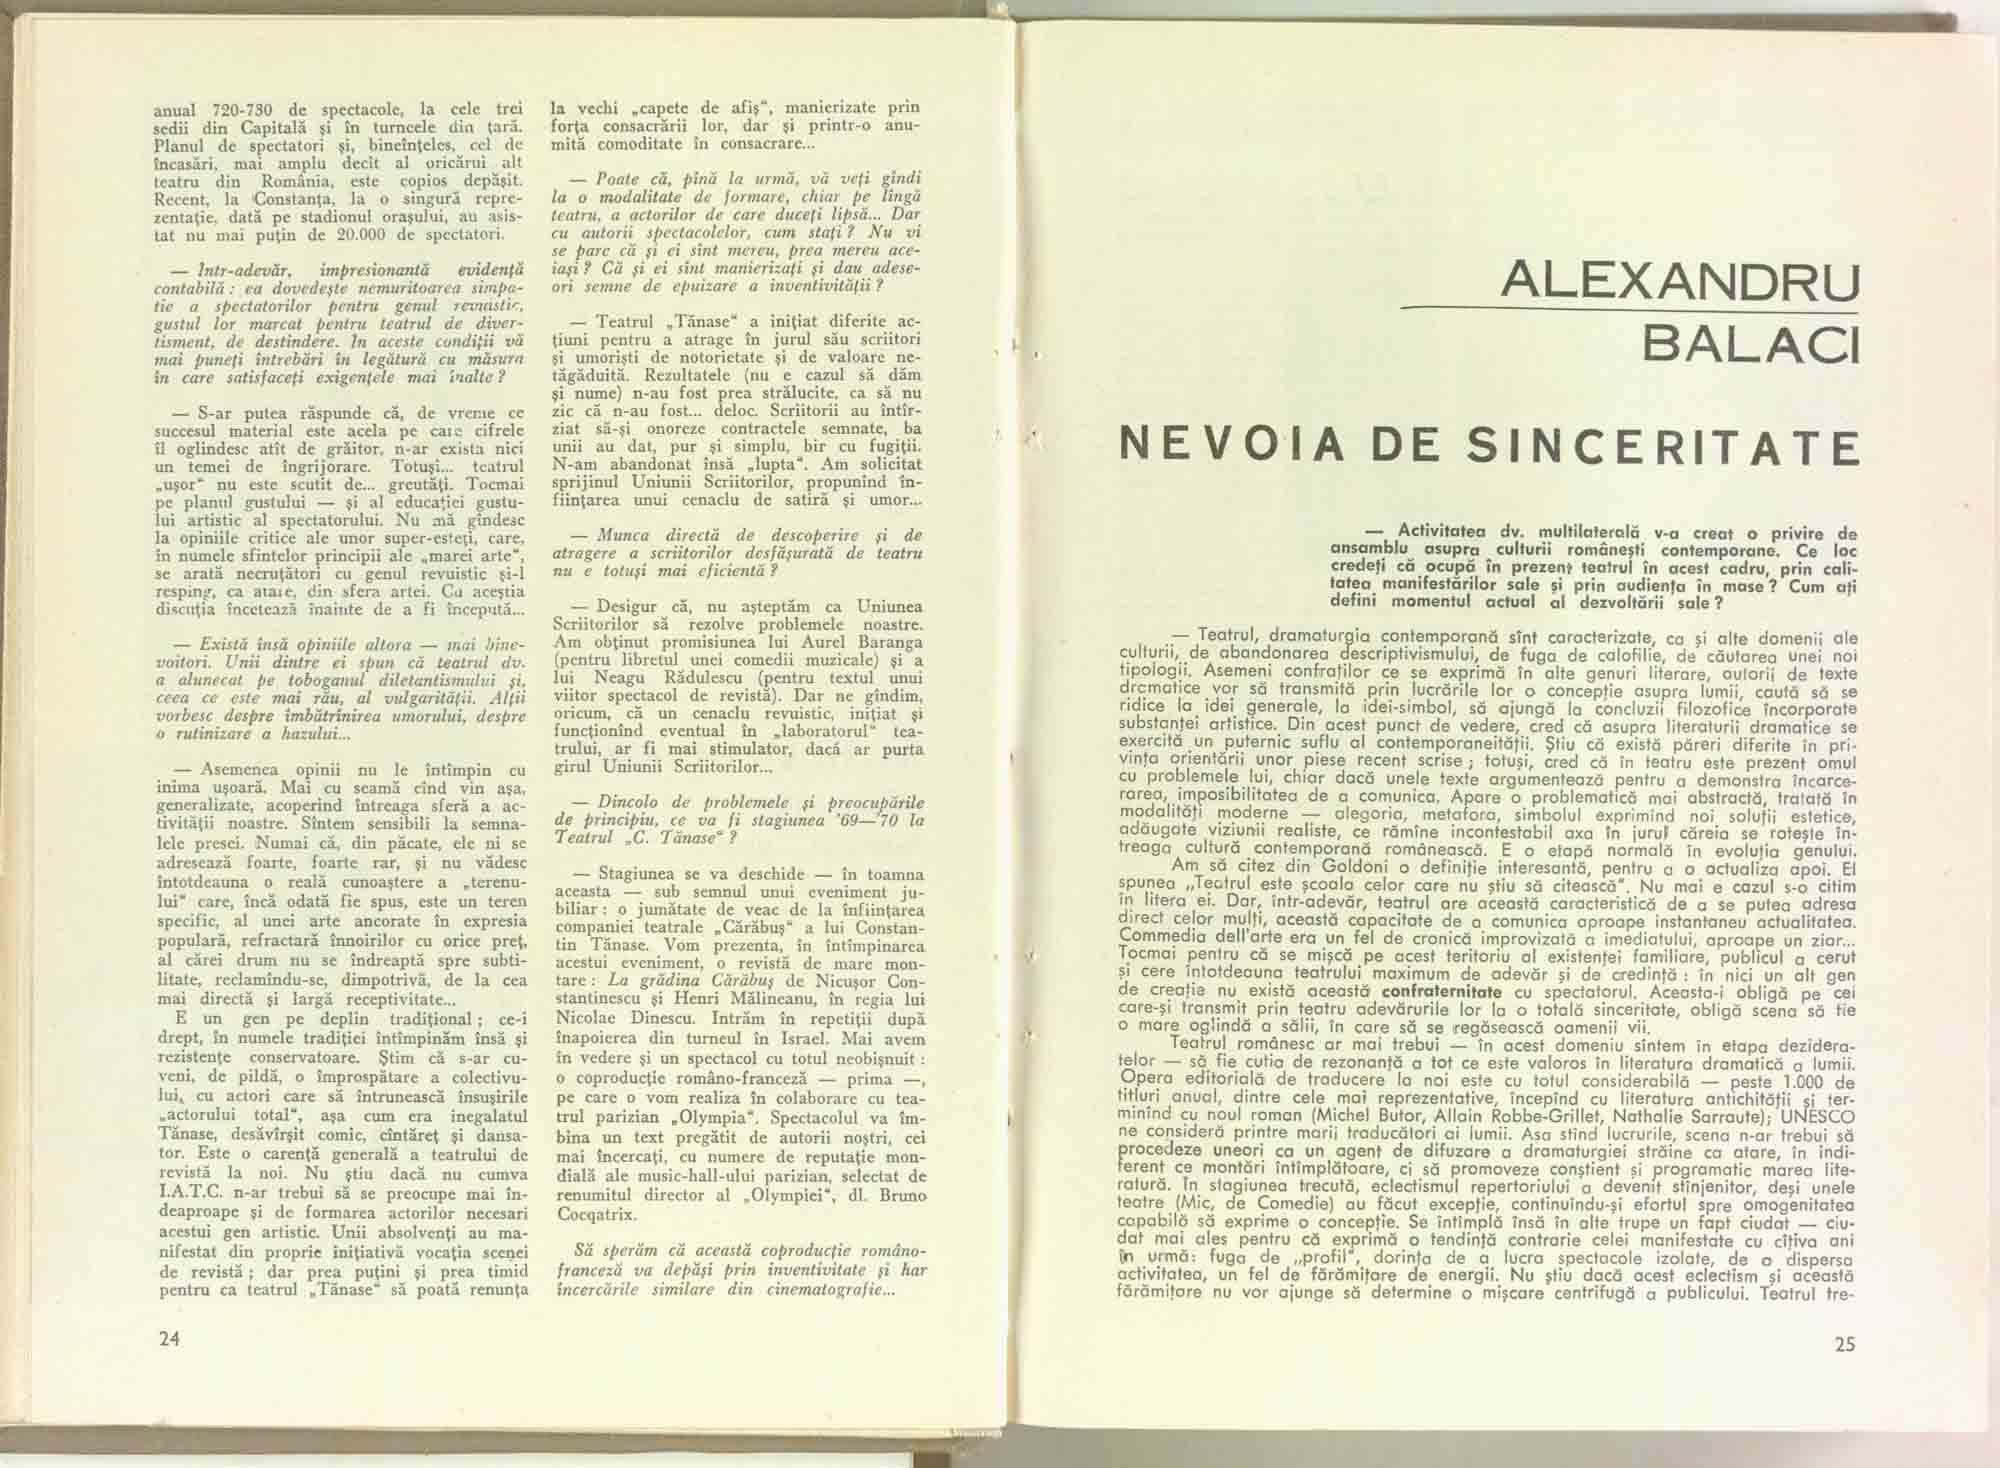 anual 720-730 de spectacole, la cele trei
sedii din Capitală şi în turneele din ţară.
Planul de spectatori şi, bineînţeles, cel de
încasări, mai amplu decît al oricărui alt
teatru din România, este copios depăşit.
Recent, la Constanţa, la o singură repre-
zentaţie, dată pe stadionul oraşului, au asis-
tat nu mai puţin de 20.000 de spectatori.
— Intr-adevăr, impresionantă evidenţă
contabilă : ea dovedeşte nemuritoarea simpa-
tie a spectatorilor pentru genul revuistic,
gustul lor marcat pentru teatrul de diver-
tisment, de destindere. In aceste condiţii vă
mai puneţi întrebări în legătură cu măsura
în care satisfaceţi exigenţele mai înalte ?
— S-ar putea răspunde că, de vreme ce
succesul material este acela pe care cifrele
îl oglindesc atît de grăitor, n-ar exista nici
un temei de îngrijorare. Totuşi... teatrul
„uşor“ nu este scutit de... greutăţi. Tocmai
pe planul gustului — şi al educaţiei gustu-
lui artistic al spectatorului. Nu mă gîndesc
la opiniile critice ale unor super-esteţi, care,
în numele sfintelor principii ale „marei arte“,
se arată necruţători cu genul revuistic şi-l
resping, ca atare, din sfera artei. Cu aceştia
discuţia încetează înainte de a fi începută...
— Există însă opiniile altora — mai bine-
voitori. Unii dintre ei spun că teatrul dv.
a alunecat pe toboganul diletantismului şi,
ceea ce este mai rău, al vulgarităţii. Alţii
vorbesc despre îmbătrînirea umorului, despre
o rutinizare a hazului...
— Asemenea opinii nu le întîmpin cu
inima uşoară. Mai cu seamă cînd vin aşa,
generalizate, acoperind întreaga sferă a ac-
tivităţii noastre. Sîntem sensibili la semna-
lele presei. Numai că, din păcate, ele ni se
adresează foarte, foarte rar, şi nu vădesc
întotdeauna o reală cunoaştere a „terenu-
lui“ care, încă odată fie spus, este un teren
specific, al unei arte ancorate în expresia
populară, refractară înnoirilor cu orice preţ,
al cărei drum nu se îndreaptă spre subti-
litate, reclamîndu-se, dimpotrivă, de la cea
mai directă şi largă receptivitate...
E un gen pe deplin tradiţional ; ce-i
drept, în numele tradiţiei întîmpinăm însă şi
rezistenţe conservatoare. Ştim că s-ar cu-
veni, de pildă, o împrospătare a colectivu-
lui, cu actori care să întrunească însuşirile
„actorului total“, aşa cum era inegalatul
Tănase, desăvîrşit comic, cîntăreţ şi dansa-
tor. Este o carenţă generală a teatrului de
revistă la noi. Nu ştiu dacă nu cumva
I.A.T.C. n-ar trebui să se preocupe mai în-
deaproape şi de formarea actorilor necesari
acestui gen artistic. Unii absolvenţi au ma-
nifestat din proprie iniţiativă vocaţia scenei
de revistă ; dar prea puţini şi prea timid
pentru ca teatrul „Tănase“ să poată renunţa
24
la vechi „capete de afiş“, manierizate prin
forţa consacrării lor, dar şi printr-o anu-
mită comoditate în consacrare...
— Poate că, pînă la urmă, vă veţi gîndi
la o modalitate de formare, chiar pe lîngă
teatru, a actorilor de care duceţi lipsă... Dar
cu autorii spectacolelor, cum staţi ? Nu vi
se pare că şi ei sînt mereu, prea mereu ace-
iaşi ? Că şi ei sînt manierizaţi şi dau adese-
ori semne de epuizare a inventivităţii ?
— Teatrul „Tănase“ a iniţiat diferite ac-
ţiuni pentru a atrage în jurul său scriitori
şi umorişti de notorietate şi de valoare ne-
tăgăduită. Rezultatele (nu e cazul să dăm
şi nume) n-au fost prea strălucite, ca să nu
zic că n-au fost... deloc. Scriitorii au întîr-
ziat să-şi onoreze contractele semnate, ba
unii au dat, pur şi simplu, bir cu fugiţii.
N-am abandonat însă „lupta“. Am solicitat
sprijinul Uniunii Scriitorilor, propunînd în-
fiinţarea unui cenaclu de satiră şi umor...
— Munca directă de descoperire şi de
atragere a scriitorilor desfăşurată de teatru
nu e totuşi mai eficientă ?
— Desigur că, nu aşteptăm ca Uniunea
Scriitorilor să rezolve problemele noastre.
Am obţinut promisiunea lui Aurel Baranga
(pentru libretul unei comedii muzicale) şi a
lui Neagu Rădulescu (pentru textul unui
viitor spectacol de revistă). Dar ne gîndim,
oricum, că un cenaclu revuistic, iniţiat şi
funcţionînd eventual în „laboratorul“ tea-
trului, ar fi mai stimulator, dacă ar purta
girul Uniunii Scriitorilor...
— Dincolo de problemele şi preocupările
de principiu, ce va fi stagiunea '69—'70 la
Teatrul „C. Tănase“ ?
— Stagiunea se va deschide — în toamna
aceasta — sub semnul unui eveniment ju-
biliar : o jumătate de veac de la înfiinţarea
companiei teatrale „Cărăbuş“ a lui Constan-
tin Tănase. Vom prezenta, în întîmpinarea
acestui eveniment, o revistă de mare mon-
tare : La grădina Cărăbuş de Nicuşor Con-
stantinescu şi Henri Mălineanu, în regia lui
Nicolae Dinescu. Intrăm în repetiţii după
înapoierea din turneul în Israel. Mai avem
în vedere şi un spectacol cu totul neobişnuit :
o coproducţie româno-franceză — prima —,
pe care o vom realiza în colaborare cu tea-
trul parizian „Olympia“. Spectacolul va îm-
bina un text pregătit de autorii noştri, cei
mai încercaţi, cu numere de reputaţie mon-
dială ale music-hall-ului parizian, selectat de
renumitul director al „Olympiei“, dl. Bruno
Cocqatrix.
Să sperăm că această coproducţie româno-
franceză va depăşi prin inventivitate şi har
încercările similare din cinematografie...
ALEXANDRU
BALACI
NEVOIA DE SINCERITATE
— Activitatea dv. multilaterală v-a creat o privire de
ansamblu asupra culturii româneşti contemporane. Ce loc
credeţi că ocupă în prezent teatrul în acest cadru, prin cali-
tatea manifestărilor sale şi prin audienţa în mase ? Cum aţi
defini momentul actual al dezvoltării sale ?
— Teatrul, dramaturgia contemporană sînt caracterizate, ca şi alte domenii ale
culturii, de abandonarea descriptivismului, de fuga de calofilie, de căutarea unei noi
tipologii. Asemeni confraţilor ce se exprimă în alte genuri literare, autorii de texte
dramatice vor să transmită prin lucrările lor o concepţie asupra lumii, caută să se
ridice la idei generale, la idei-simbol, să ajungă la concluzii filozofice încorporate
substanţei artistice. Din acest punct de vedere, cred că asupra literaturii dramatice se
exercită un puternic suflu al contemporaneităţii. Ştiu că există păreri diferite în pri-
vinţa orientării unor piese recent scrise ; totuşi, cred că în teatru este prezent omul
cu problemele lui, chiar dacă unele texte argumentează pentru a demonstra încarce-
rarea, imposibilitatea de a comunica. Apare o problematică mai abstractă, tratată în
modalităţi moderne — alegoria, metafora, simbolul exprimînd noi soluţii estetice,
adăugate viziunii realiste, ce rămîne incontestabil axa în jurul căreia se roteşte în-
treaga cultură contemporană românească. E o etapă normală în evoluţia genului.
Am să citez din Goldoni o definiţie interesantă, pentru a o actualiza apoi. El
spunea „Teatrul este şcoala celor care nu ştiu să citească“. Nu mai e cazul s-o citim
în litera ei. Dar, într-adevăr, teatrul are această caracteristică de a se putea adresa
direct celor mulţi, această capacitate de a comunica aproape instantaneu actualitatea.
Commedia dell'arte era un fel de cronică improvizată a imediatului, aproape un ziar...
Tocmai pentru că se mişcă pe acest teritoriu al existenţei familiare, publicul a cerut
şi cere întotdeauna teatrului maximum de adevăr şi de credinţă : în nici un alt gen
de creaţie nu există această confraternitate cu spectatorul. Aceasta-i obligă pe cei
care-şi transmit prin teatru adevărurile lor la o totală sinceritate, obligă scena să fie
o mare oglindă a sălii, în care să se regăsească oamenii vii.
Teatrul românesc ar mai trebui — în acest domeniu sîntem în etapa dezidera-
telor — să fie cutia de rezonanţă a tot ce este valoros în literatura dramatică a lumii.
Opera editorială de traducere la noi este cu totul considerabilă — peste 1.000 de
titluri anual, dintre cele mai reprezentative, începînd cu literatura antichităţii şi ter-
minînd cu noul roman (Michel Butor, Allain Robbe-Grillet, Nathalie Sarraute); UNESCO
ne consideră printre marii traducători ai lumii. Aşa stînd lucrurile, scena n-ar trebui să
procedeze uneori ca un agent de difuzare a dramaturgiei străine ca atare, în indi-
ferent ce montări întîmplătoare, ci să promoveze conştient şi programatic marea lite-
ratură. În stagiunea trecută, eclectismul repertoriului a devenit stînjenitor, deşi unele
teatre (Mic, de Comedie) au făcut excepţie, continuîndu-şi efortul spre omogenitatea
capabilă să exprime o concepţie. Se întîmplă însă în alte trupe un fapt ciudat — ciu-
dat mai ales pentru că exprimă o tendinţă contrarie celei manifestate cu cîţiva ani
în urmă: fuga de „profil“, dorinţa de a lucra spectacole izolate, de a dispersa
activitatea, un fel de fărămiţare de energii. Nu ştiu dacă acest eclectism şi această
fărămiţare nu vor ajunge să determine o mişcare centrifugă a publicului. Teatrul tre-
25